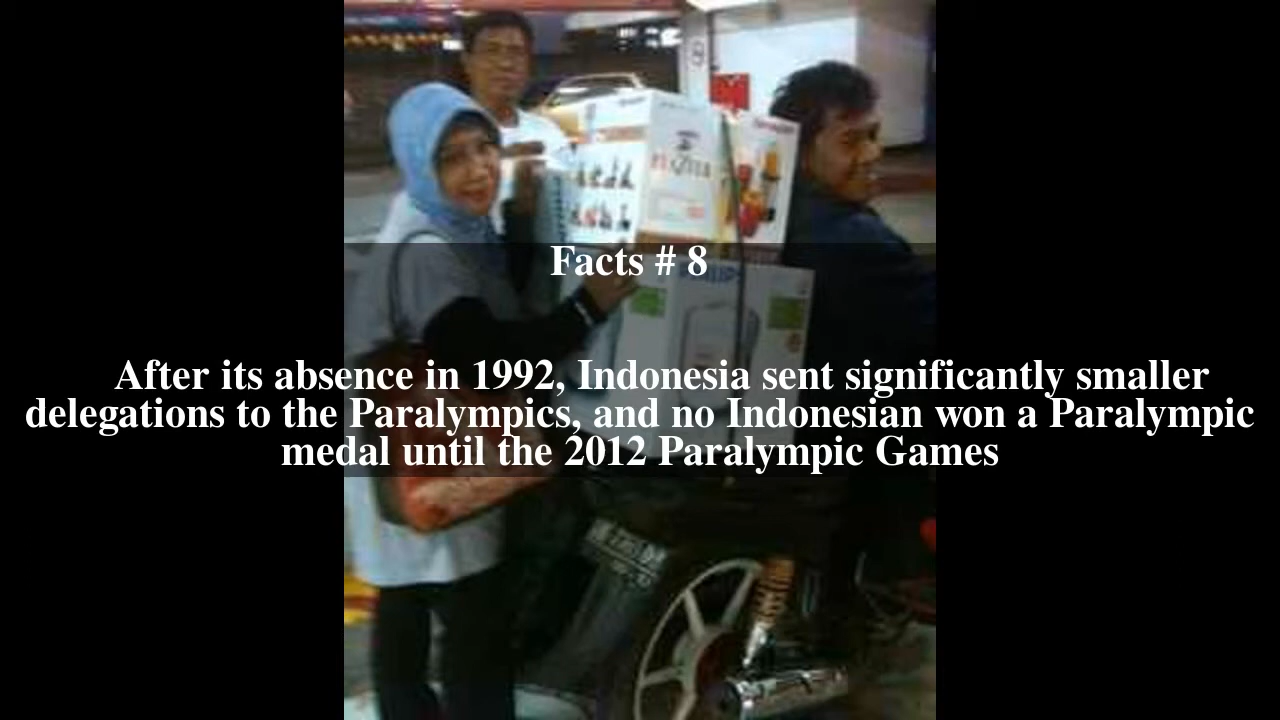 Facts # 8
After its absence in 1992, Indonesia sent significantly smaller
delegations to the Paralympics, and no Indonesian won a Paralympic
medal until the 2012 Paralympic Games